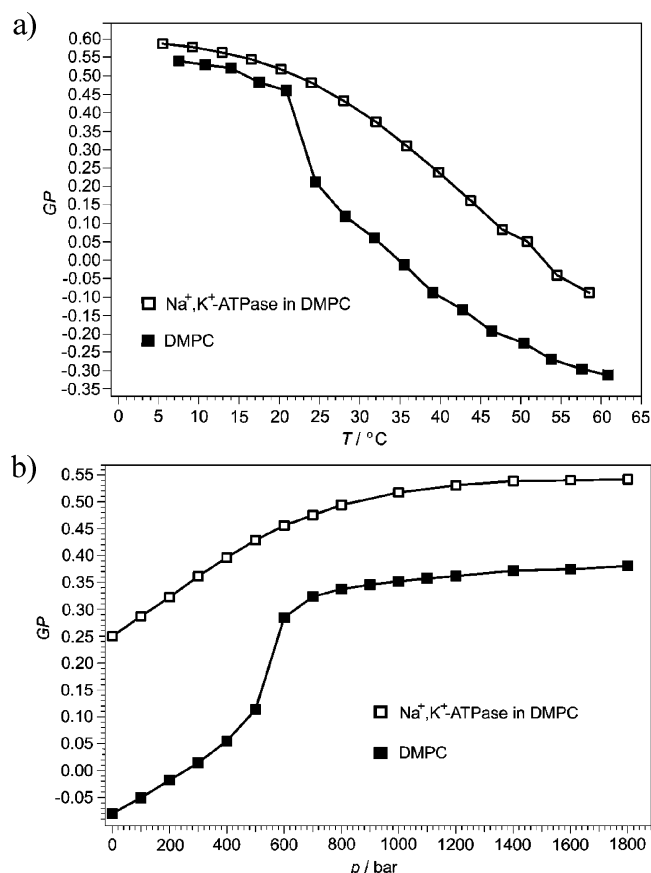 a)
0.60
0.55
0.50
0.45
0.40
0.35
0.30
0.25
0.20
0.15
0.10
0.05
0.00
-0.05
-0.10
-0.15
-0.20
-0.25
-0.30
-0.35
GP
Na⁺,K⁺-ATPase in DMPC
DMPC
0 5 10 15 20 25 30 35 40 45 50 55 60 65
T / °C
b)
0.55
0.50
0.45
0.40
0.35
0.30
0.25
0.20
0.15
0.10
0.05
0.00
-0.05
GP
Na⁺,K⁺-ATPase in DMPC
DMPC
0 200 400 600 800 1000 1200 1400 1600 1800
p / bar